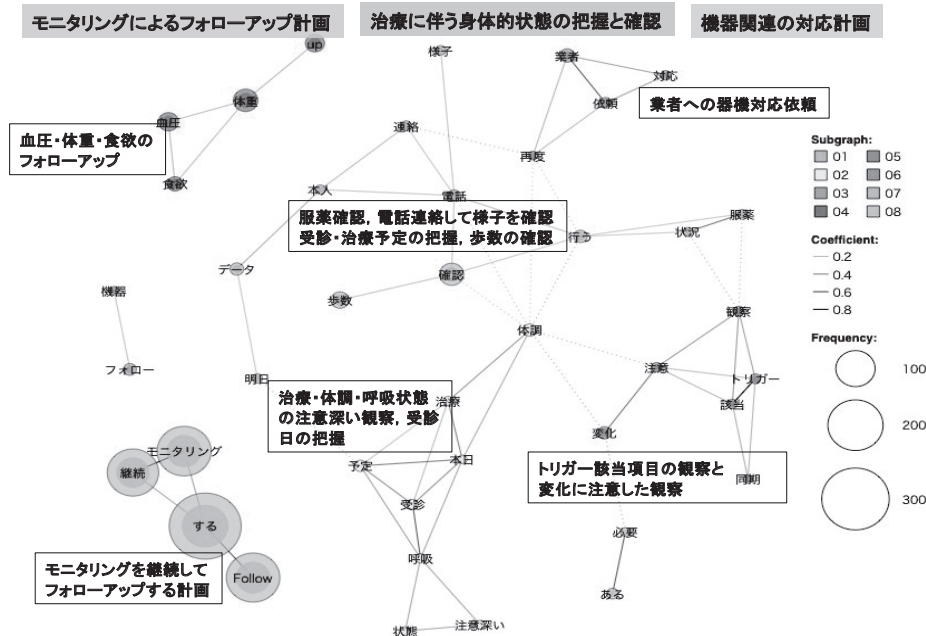 モニタリングによるフォローアップ計画
治療に伴う身体的状態の把握と確認
機器関連の対応計画
up
様子
業者
対応
体重
依頼
業者への器機対応依頼
血圧
連絡
血圧・体重・食欲の
フォローアップ
再度
食欲
本人
電話
服薬確認,電話連絡して様子を確認
受診・治療予定の把握,歩数の確認
行う
状況
服薬
データ
確認
機器
歩数
観察
体調
フォロー
明日
注意
トリガー
該当
治療・体調・呼吸状態
の注意深い観察,受診
日の把握
治療
変化
モニタリング
継続
予定
本日
トリガー該当項目の観察と
変化に注意した観察
同期
受診
する
必要
モニタリングを継続して
フォローアップする計画
Follow
呼吸
ある
状態
注意深い
Subgraph:
01
05
02
06
03
07
04
08
Coefficient:
0.2
0.4
0.6
0.8
Frequency:
100
200
300